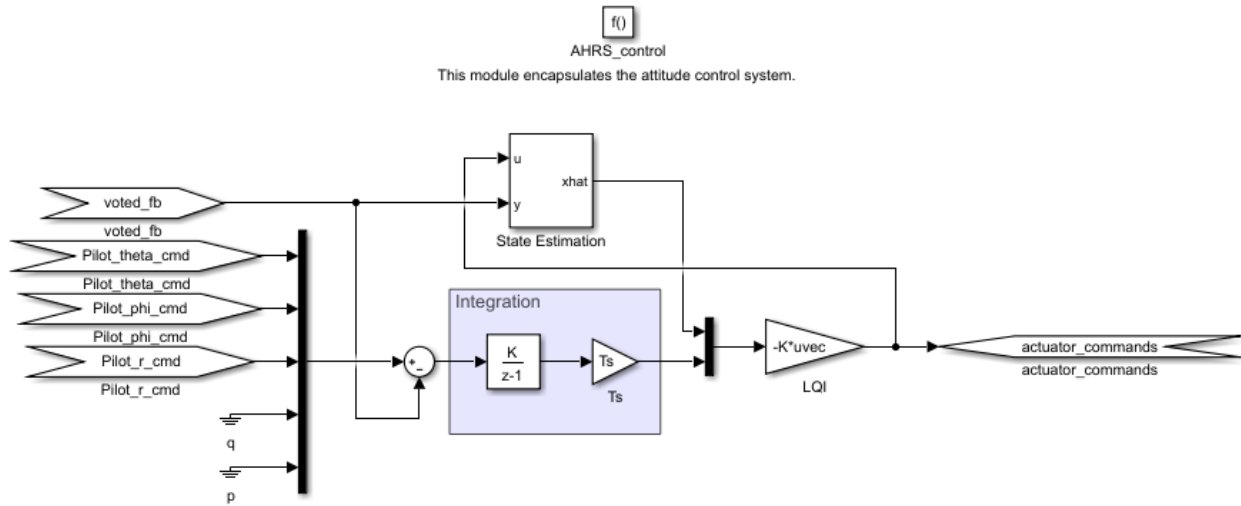 f()
AHRS_control
This module encapsulates the attitude control system.
u
xhat
y
State Estimation
voted_fb
voted_fb
Pilot_theta_cmd
Pilot_theta_cmd
Pilot_phi_cmd
Pilot_phi_cmd
Pilot_r_cmd
Pilot_r_cmd
q
p
+
-
Integration
K
z-1
Ts
Ts
-K*uvec
LQI
actuator_commands
actuator_commands